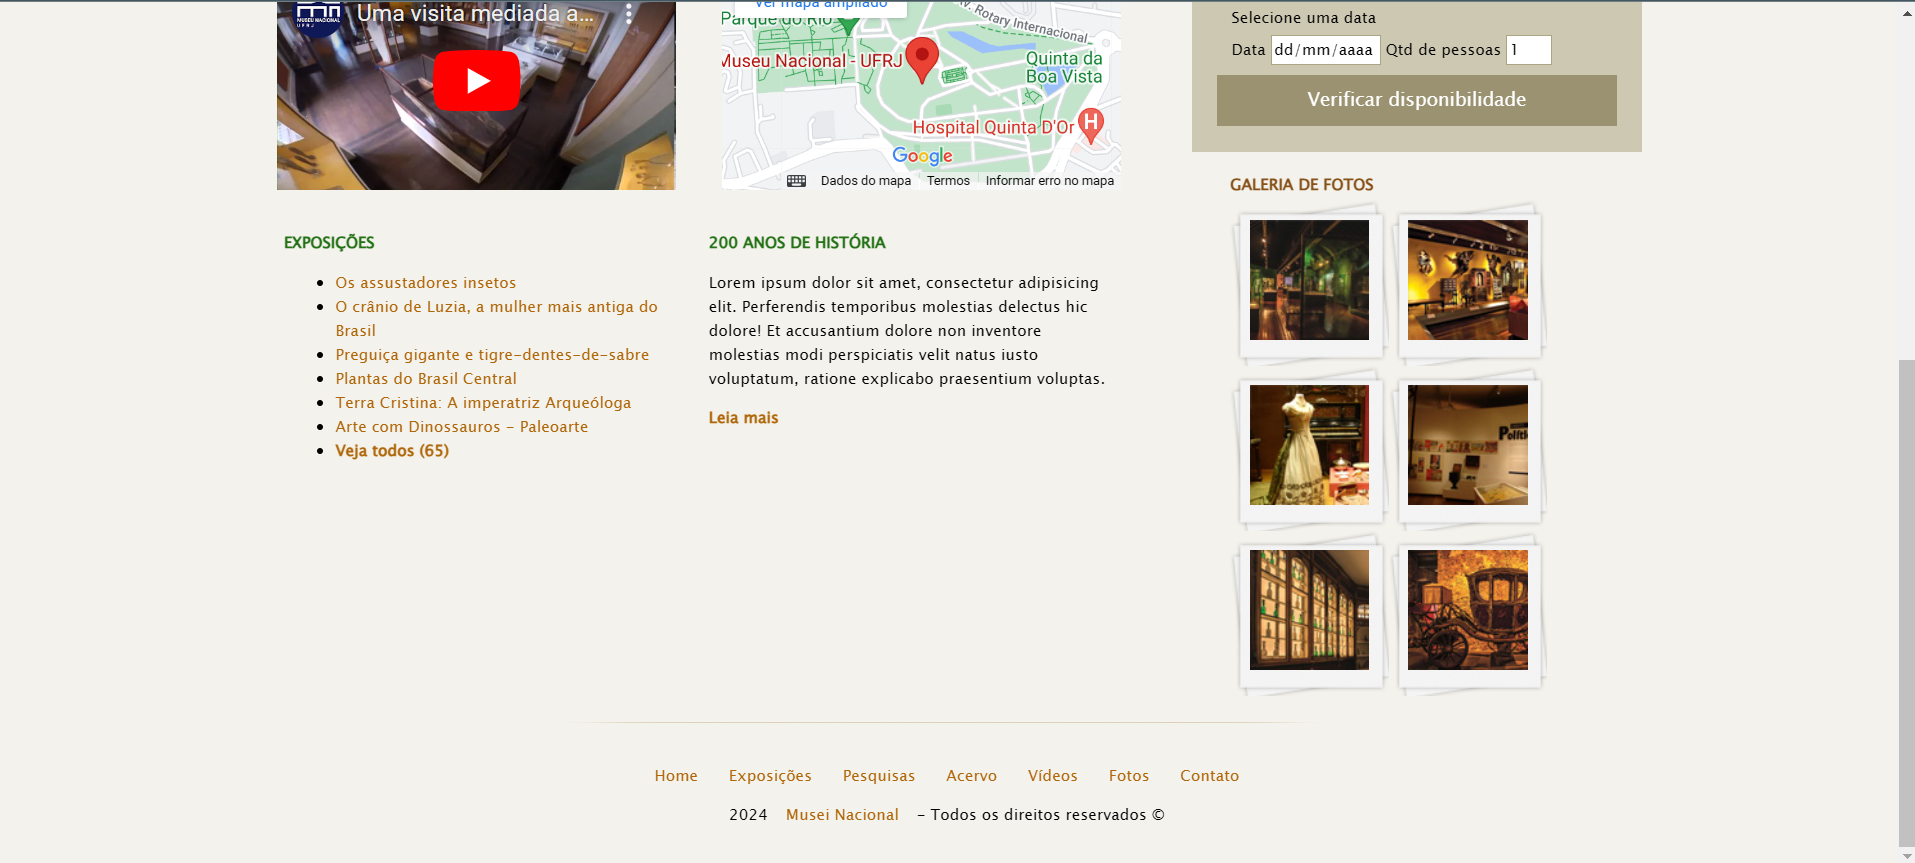 MUSEU NACIONAL
UFRJ
Uma visita mediada a...
Ver mapa ampliado
Parque do Rio
Av. Rotary Internacional
Museu Nacional - UFRJ
Quinta da
Boa Vista
Hospital Quinta D'Or
H
Google
Dados do mapa Termos Informar erro no mapa
Selecione uma data
Data dd/mm/aaaa Qtd de pessoas 1
Verificar disponibilidade
EXPOSIÇÕES
Os assustadores insetos
O crânio de Luzia, a mulher mais antiga do
Brasil
Preguiça gigante e tigre-dentes-de-sabre
Plantas do Brasil Central
Terra Cristina: A imperatriz Arqueóloga
Arte com Dinossauros - Paleoarte
Veja todos (65)
200 ANOS DE HISTÓRIA
Lorem ipsum dolor sit amet, consectetur adipisicing
elit. Perferendis temporibus molestias delectus hic
dolore! Et accusantium dolore non inventore
molestias modi perspiciatis velit natus iusto
voluptatum, ratione explicabo praesentium voluptas.
Leia mais
GALERIA DE FOTOS
Home Exposições Pesquisas Acervo Vídeos Fotos Contato
2024 Musei Nacional - Todos os direitos reservados ©